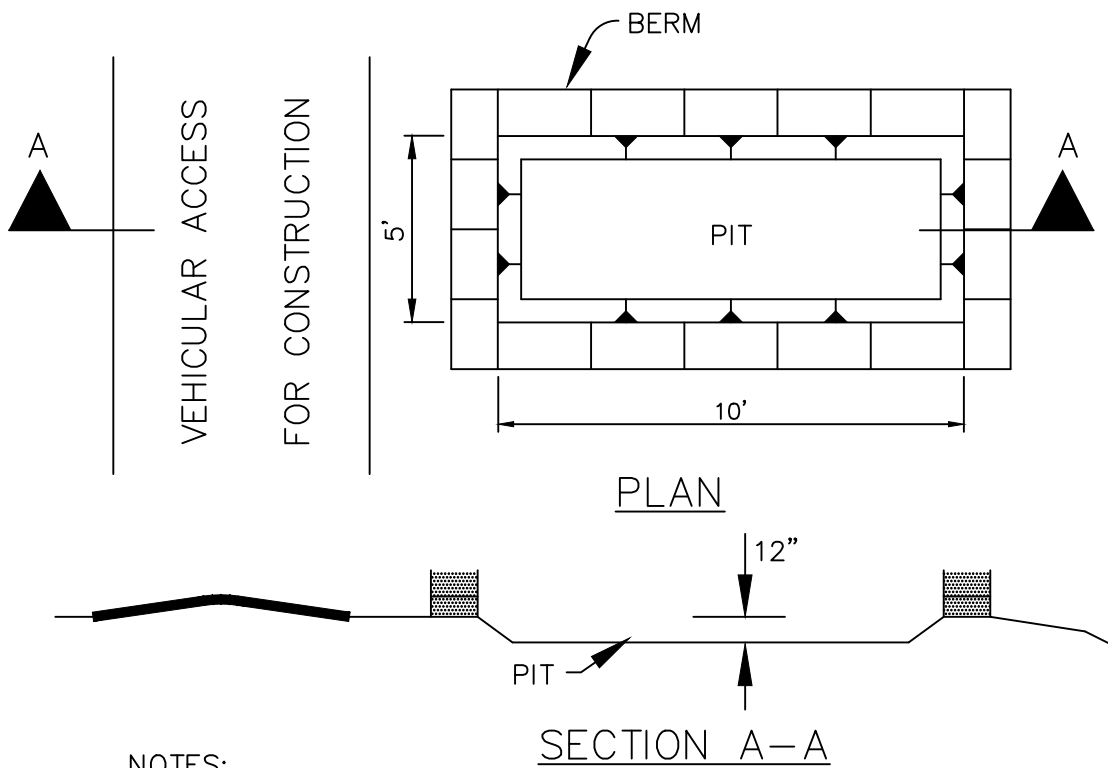 BERM
A
A
VEHICULAR ACCESS
FOR CONSTRUCTION
5'
PIT
10'
PLAN
12"
PIT
SECTION A-A
NOTES: